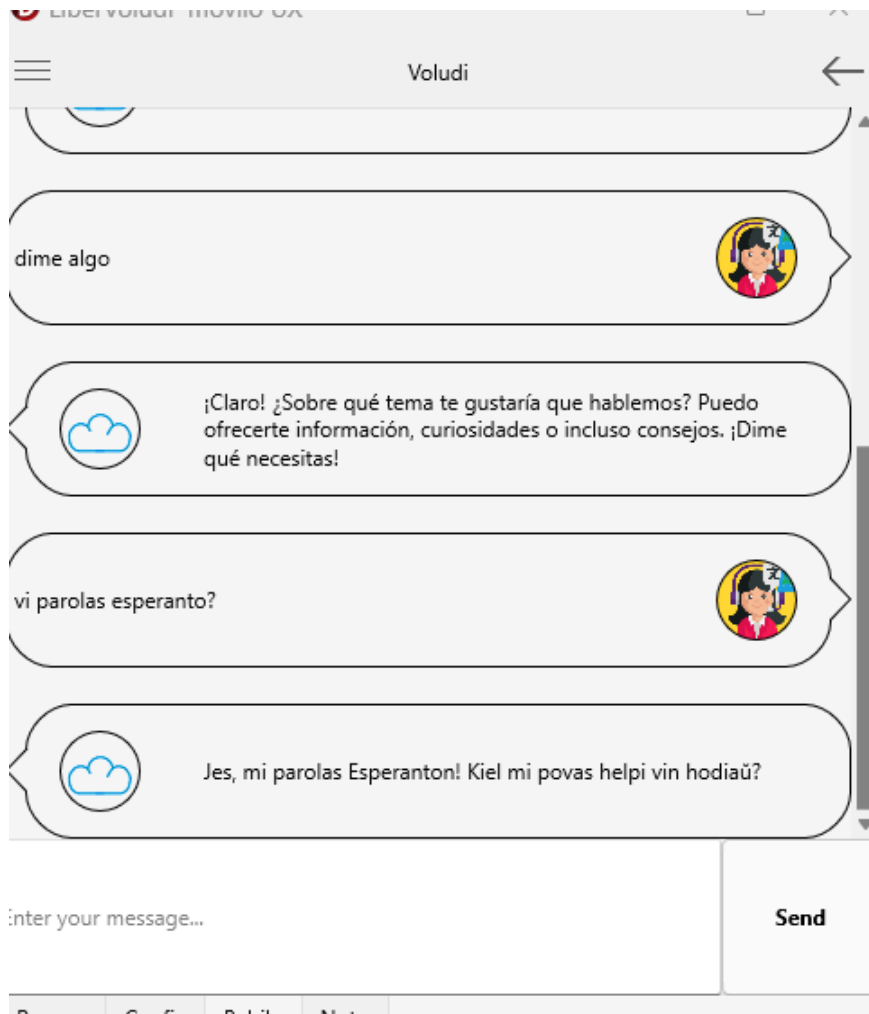 Voludi
dime algo
¡Claro! ¿Sobre qué tema te gustaría que hablemos? Puedo
ofrecerte información, curiosidades o incluso consejos. ¡Dime
qué necesitas!
vi parolas esperanto?
Jes, mi parolas Esperanton! Kiel mi povas helpi vin hodiaŭ?
Enter your message...
Send